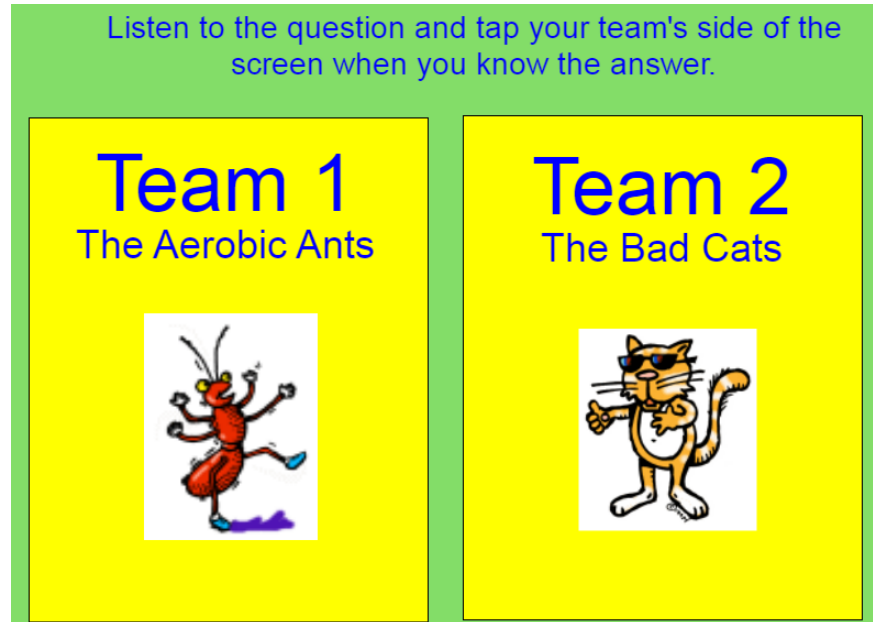 Listen to the question and tap your team's side of the
screen when you know the answer.
Team 1
The Aerobic Ants
Team 2
The Bad Cats